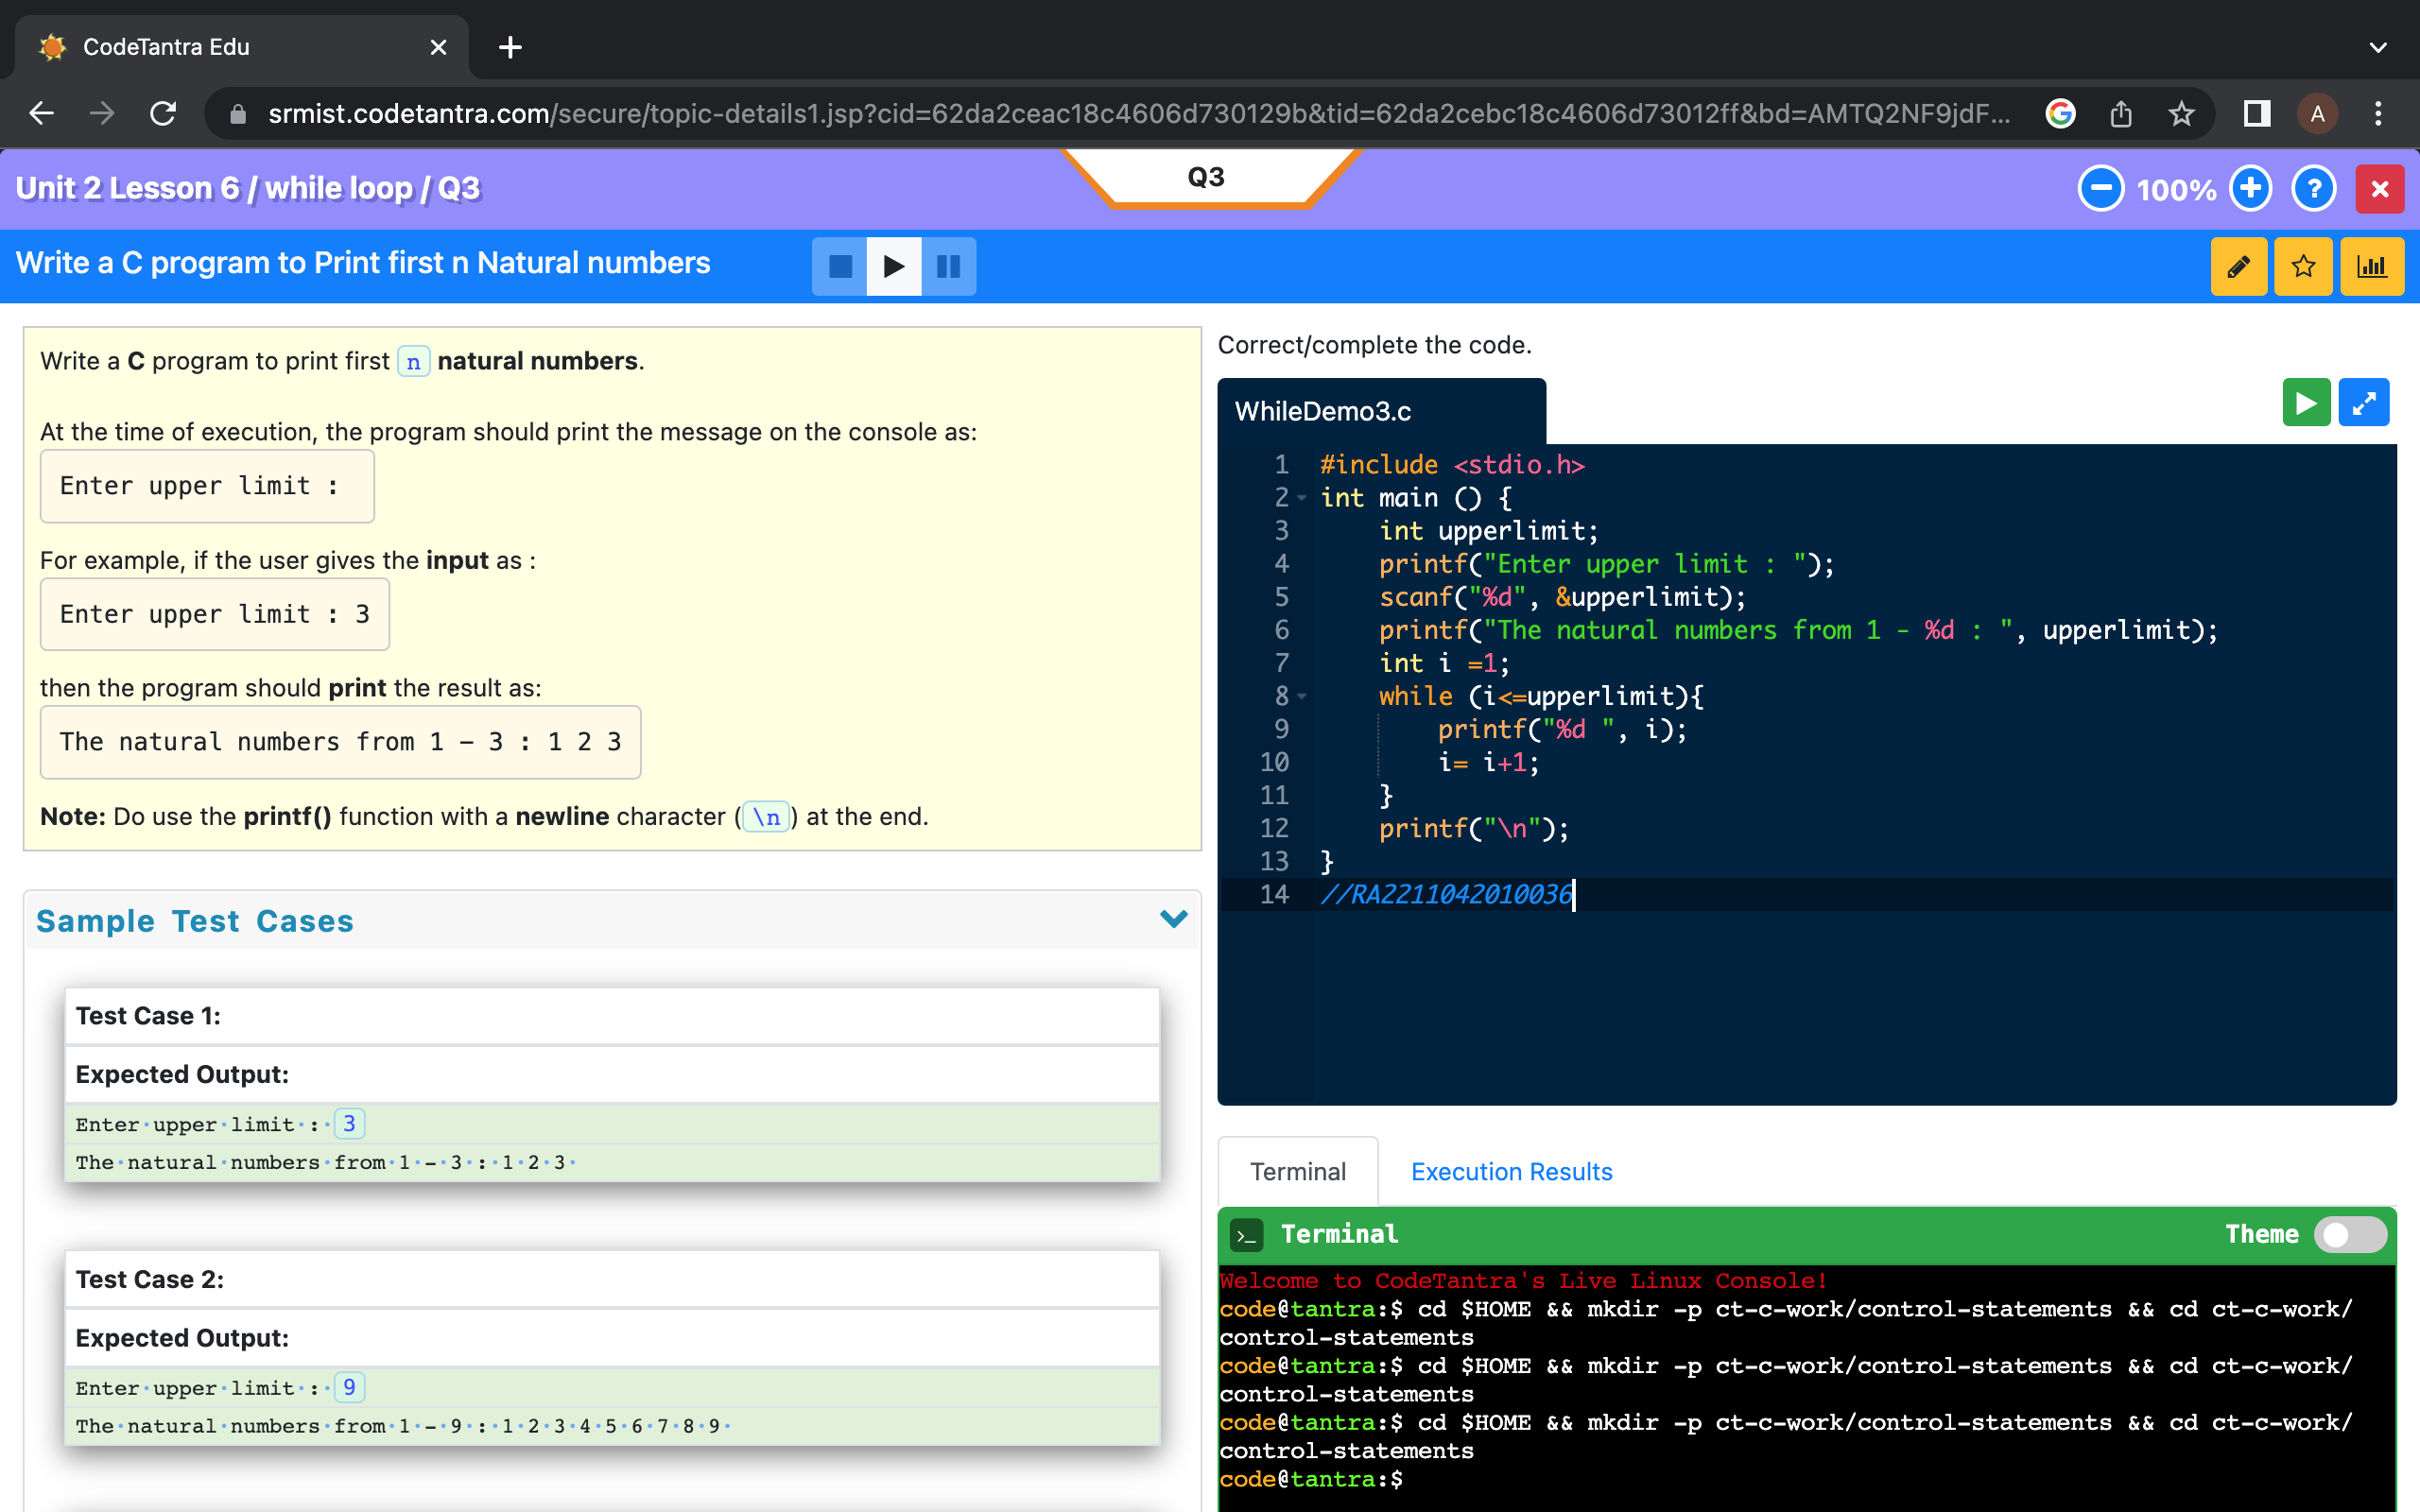 CodeTantra Edu
srmist.codetantra.com/secure/topic-details1.jsp?cid=62da2ceac18c4606d730129b&tid=62da2cebc18c4606d73012ff&bd=AMTQ2NF9jdF...
A
Unit 2 Lesson 6 / while loop / Q3
Q3
100%
Write a C program to Print first n Natural numbers
Write a C program to print first n natural numbers.
At the time of execution, the program should print the message on the console as:
Enter upper limit :
For example, if the user gives the input as :
Enter upper limit : 3
then the program should print the result as:
The natural numbers from 1 - 3 : 1 2 3
Note: Do use the printf() function with a newline character (\n) at the end.
Sample Test Cases
Test Case 1:
Expected Output:
Enter·upper·limit·:·3
The·natural·numbers·from·1·-·3·:·1·2·3·
Test Case 2:
Expected Output:
Enter·upper·limit·:·9
The·natural·numbers·from·1·-·9·:·1·2·3·4·5·6·7·8·9·
Correct/complete the code.
WhileDemo3.c
1 #include <stdio.h>
2 int main () {
3 int upperlimit;
4 printf("Enter upper limit : ");
5 scanf("%d", &upperlimit);
6 printf("The natural numbers from 1 - %d : ", upperlimit);
7 int i =1;
8 while (i<=upperlimit){
9 printf("%d ", i);
10 i= i+1;
11 }
12 printf("\n");
13 }
14 //RA2211042010036
Terminal
Execution Results
Terminal
Theme
Welcome to CodeTantra's Live Linux Console!
code@tantra:$ cd $HOME && mkdir -p ct-c-work/control-statements && cd ct-c-work/
control-statements
code@tantra:$ cd $HOME && mkdir -p ct-c-work/control-statements && cd ct-c-work/
control-statements
code@tantra:$ cd $HOME && mkdir -p ct-c-work/control-statements && cd ct-c-work/
control-statements
code@tantra:$